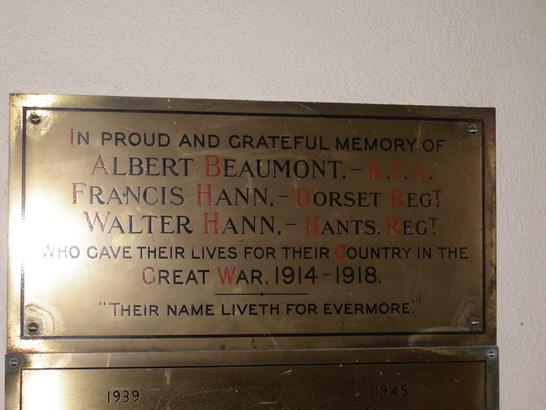 IN PROUD AND GRATEFUL MEMORY OF
ALBERT BEAUMONT. - R.F.A.
FRANCIS HANN. - DORSET REGT
WALTER HANN. - HANTS. REGT
WHO GAVE THEIR LIVES FOR THEIR COUNTRY IN THE
GREAT WAR. 1914-1918.
"THEIR NAME LIVETH FOR EVERMORE."
1939 1945